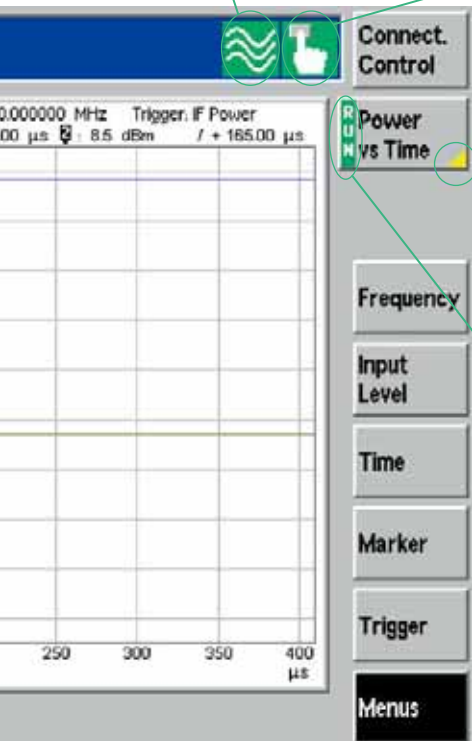 Connect.
Control
0.000000 MHz Trigger: IF Power
00 µs 2 : 8.5 dBm / + 165.00 µs
RUN
Power
vs Time
Frequency
Input
Level
Time
Marker
Trigger
250 300 350 400
µs
Menus